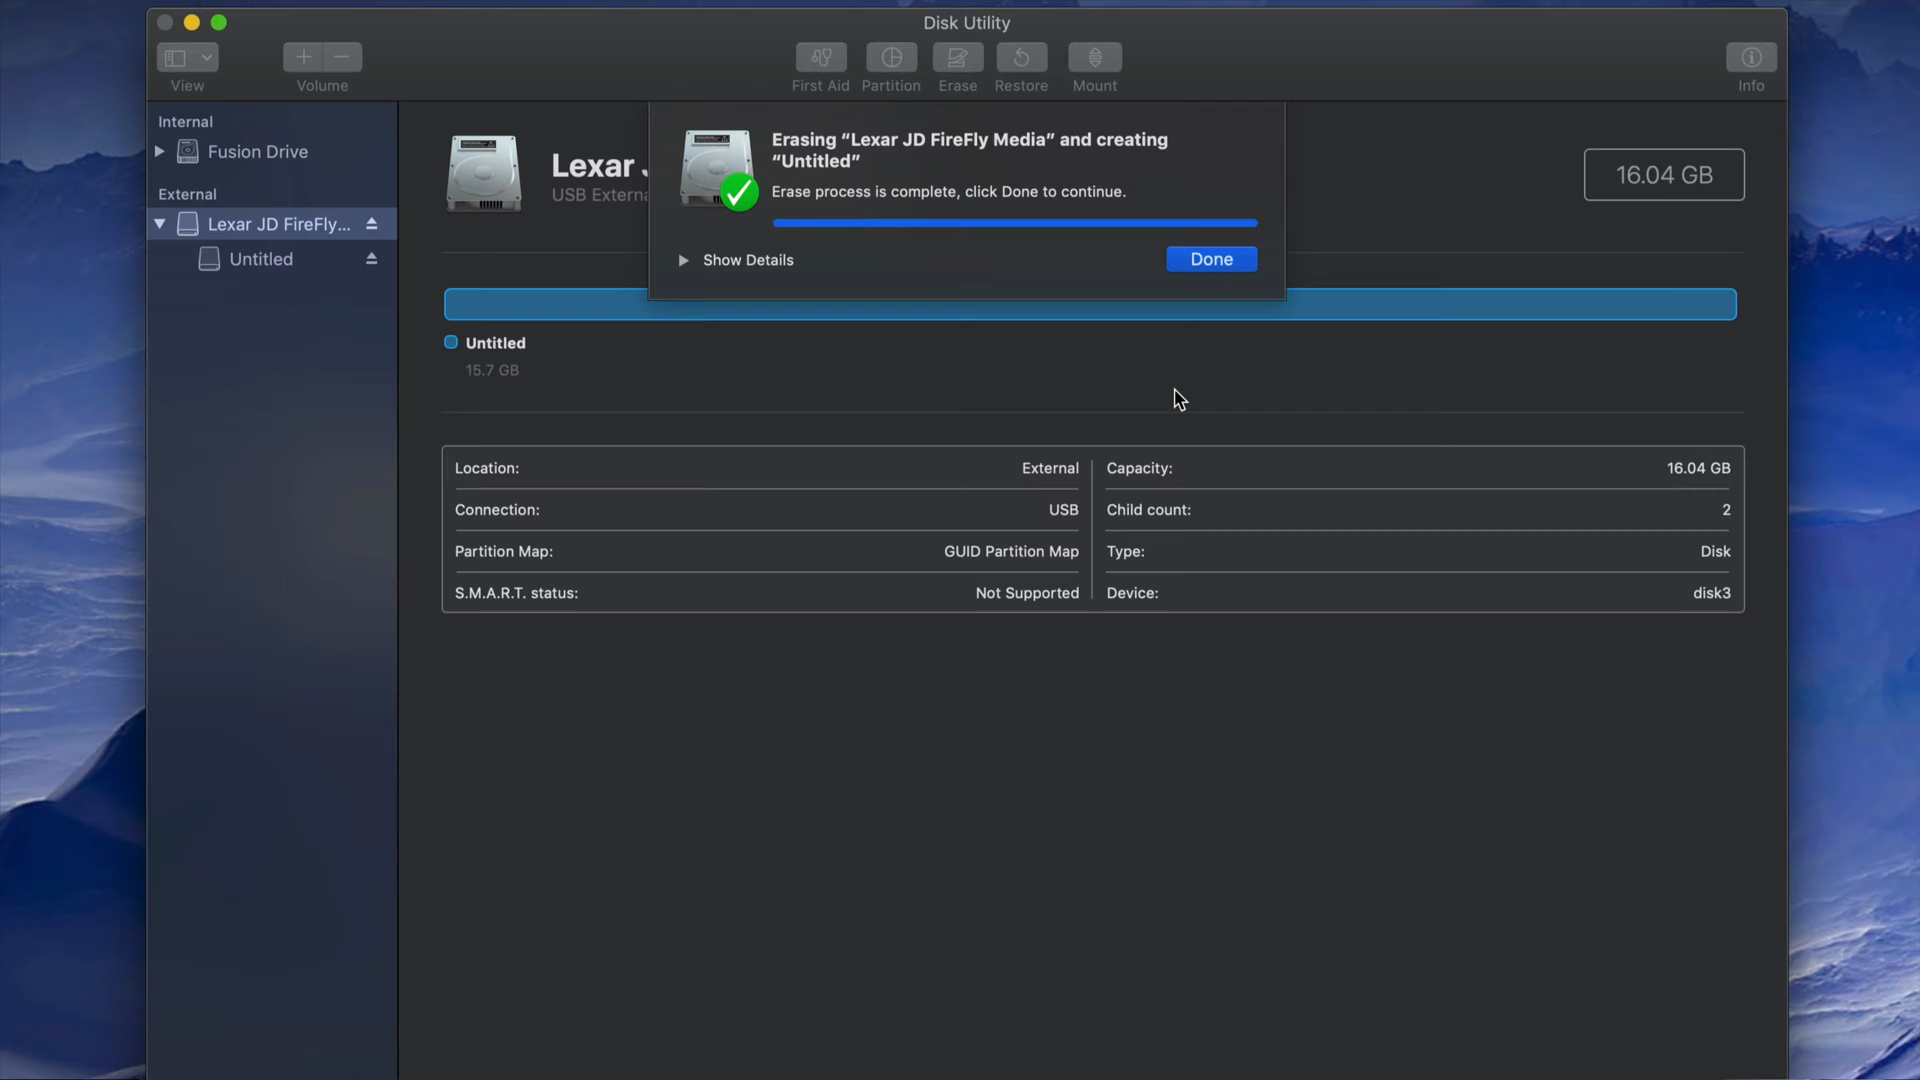 Disk Utility
View
Volume
First Aid
Partition
Erase
Restore
Mount
Info
Internal
Fusion Drive
External
Lexar JD FireFly...
Untitled
Lexar
USB Externa
16.04 GB
Erasing “Lexar JD FireFly Media” and creating
“Untitled”
Erase process is complete, click Done to continue.
Show Details
Done
Untitled
15.7 GB
Location: External
Connection: USB
Partition Map: GUID Partition Map
S.M.A.R.T. status: Not Supported
Capacity: 16.04 GB
Child count: 2
Type: Disk
Device: disk3